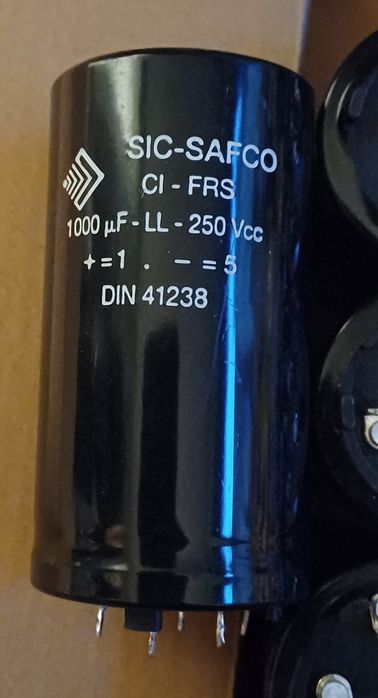 SIC-SAFCO
CI - FRS
1000 µF - LL - 250 Vcc
+ = 1 . - = 5
DIN 41238